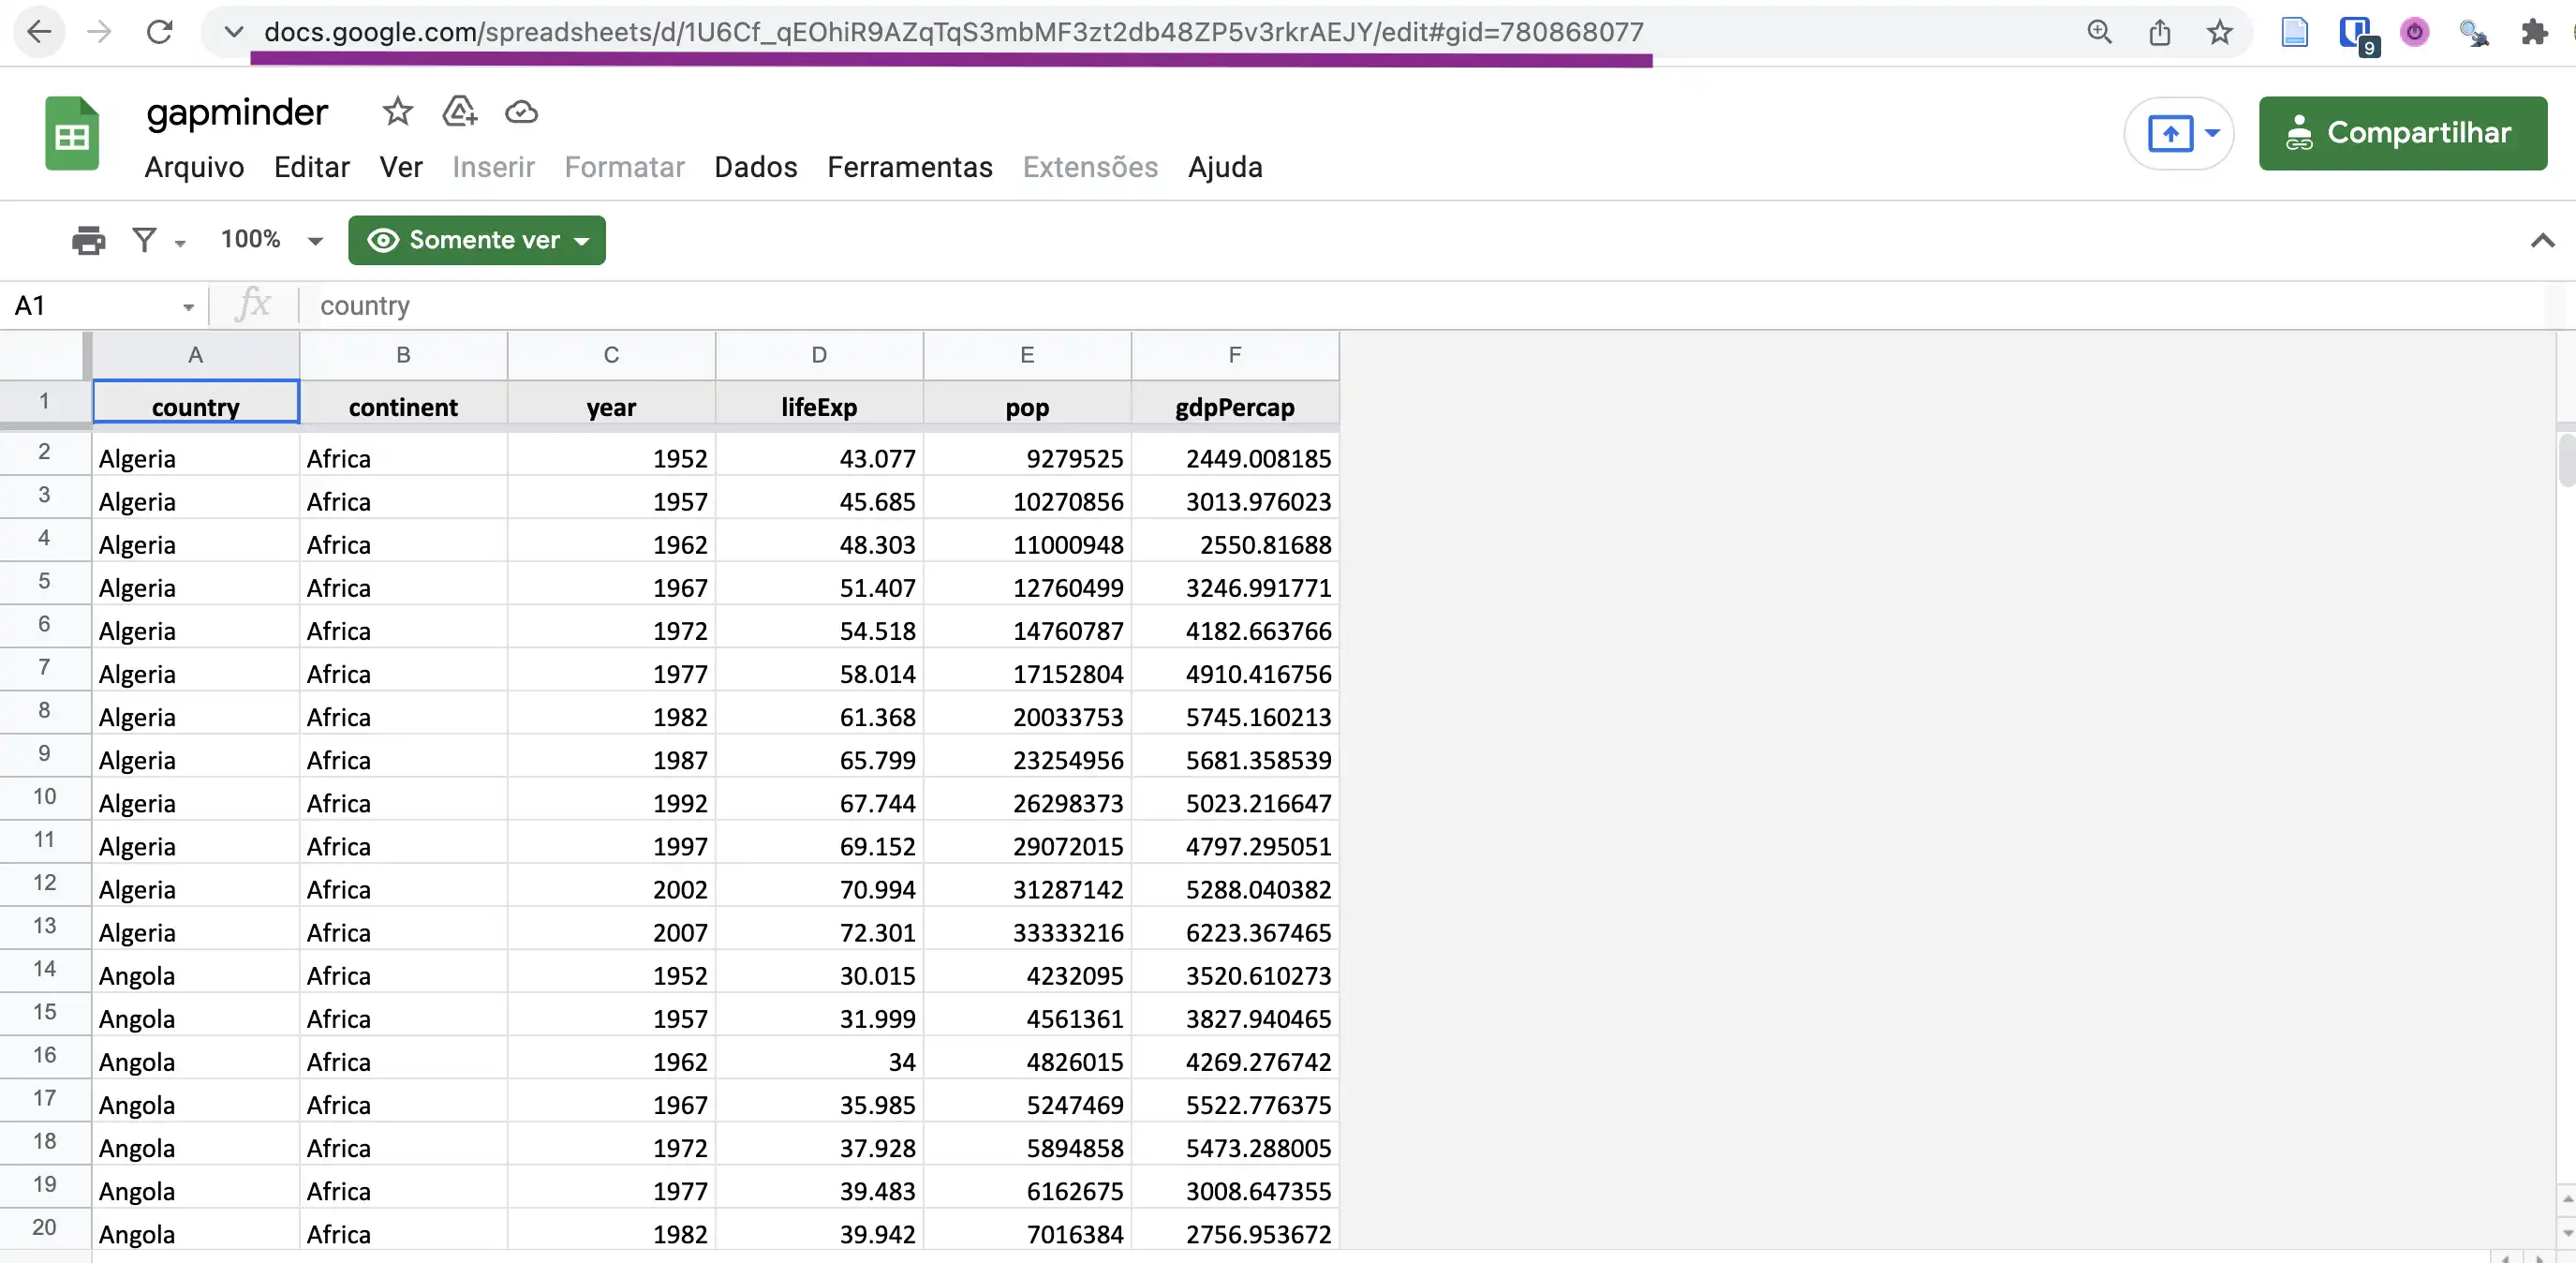 docs.google.com/spreadsheets/d/1U6Cf_qEOhiR9AZqTqS3mbMF3zt2db48ZP5v3rkrAEJY/edit#gid=780868077
9
gapminder
Arquivo Editar Ver Inserir Formatar Dados Ferramentas Extensões Ajuda
Compartilhar
100% Somente ver
A1 fx country
A B C D E F
1 country continent year lifeExp pop gdpPercap
2 Algeria Africa 1952 43.077 9279525 2449.008185
3 Algeria Africa 1957 45.685 10270856 3013.976023
4 Algeria Africa 1962 48.303 11000948 2550.81688
5 Algeria Africa 1967 51.407 12760499 3246.991771
6 Algeria Africa 1972 54.518 14760787 4182.663766
7 Algeria Africa 1977 58.014 17152804 4910.416756
8 Algeria Africa 1982 61.368 20033753 5745.160213
9 Algeria Africa 1987 65.799 23254956 5681.358539
10 Algeria Africa 1992 67.744 26298373 5023.216647
11 Algeria Africa 1997 69.152 29072015 4797.295051
12 Algeria Africa 2002 70.994 31287142 5288.040382
13 Algeria Africa 2007 72.301 33333216 6223.367465
14 Angola Africa 1952 30.015 4232095 3520.610273
15 Angola Africa 1957 31.999 4561361 3827.940465
16 Angola Africa 1962 34 4826015 4269.276742
17 Angola Africa 1967 35.985 5247469 5522.776375
18 Angola Africa 1972 37.928 5894858 5473.288005
19 Angola Africa 1977 39.483 6162675 3008.647355
20 Angola Africa 1982 39.942 7016384 2756.953672